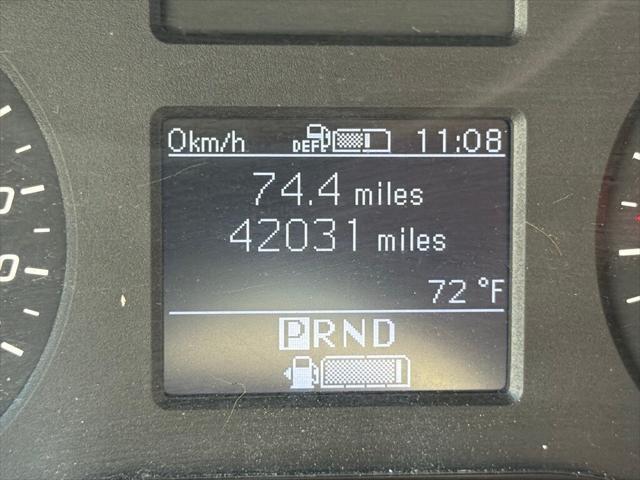 0km/h DEF 11:08
74.4 miles
42031 miles
72 °F
PRND